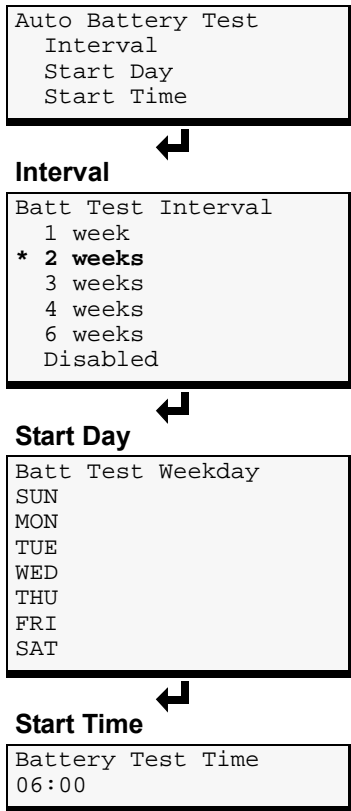 Auto Battery Test
Interval
Start Day
Start Time
Interval
Batt Test Interval
1 week
* 2 weeks
3 weeks
4 weeks
6 weeks
Disabled
Start Day
Batt Test Weekday
SUN
MON
TUE
WED
THU
FRI
SAT
Start Time
Battery Test Time
06:00